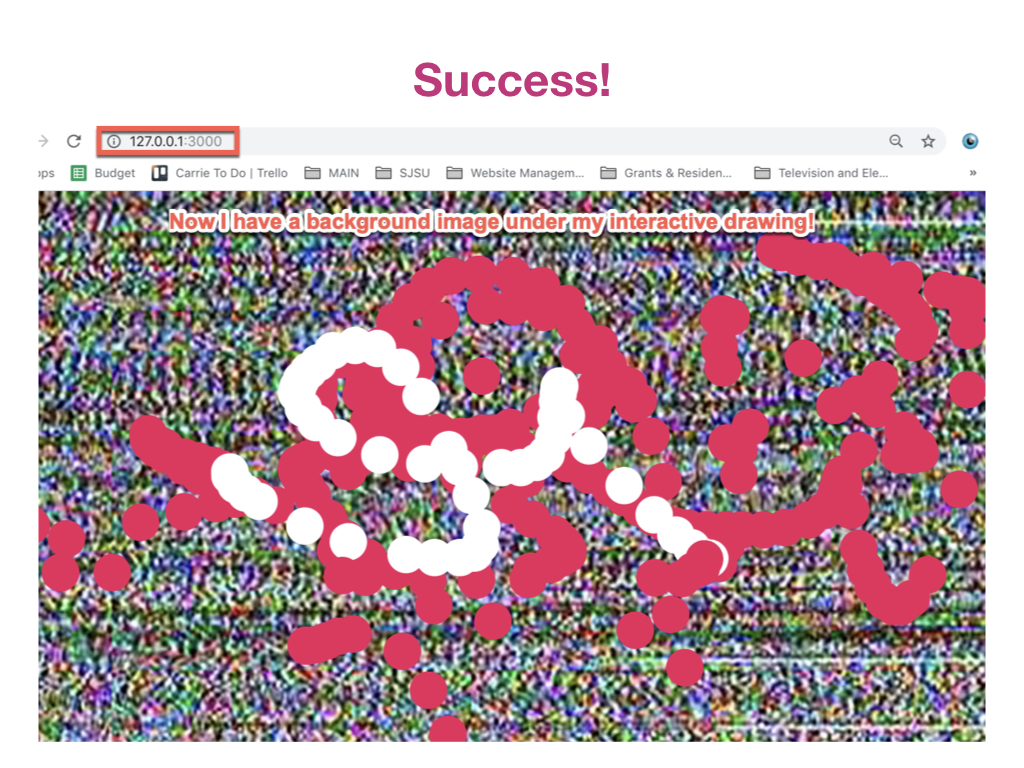 Success!
127.0.0.1:3000
ops Budget Carrie To Do | Trello MAIN SJSU Website Managem... Grants & Residen... Television and Ele... »
Now I have a background image under my interactive drawing!